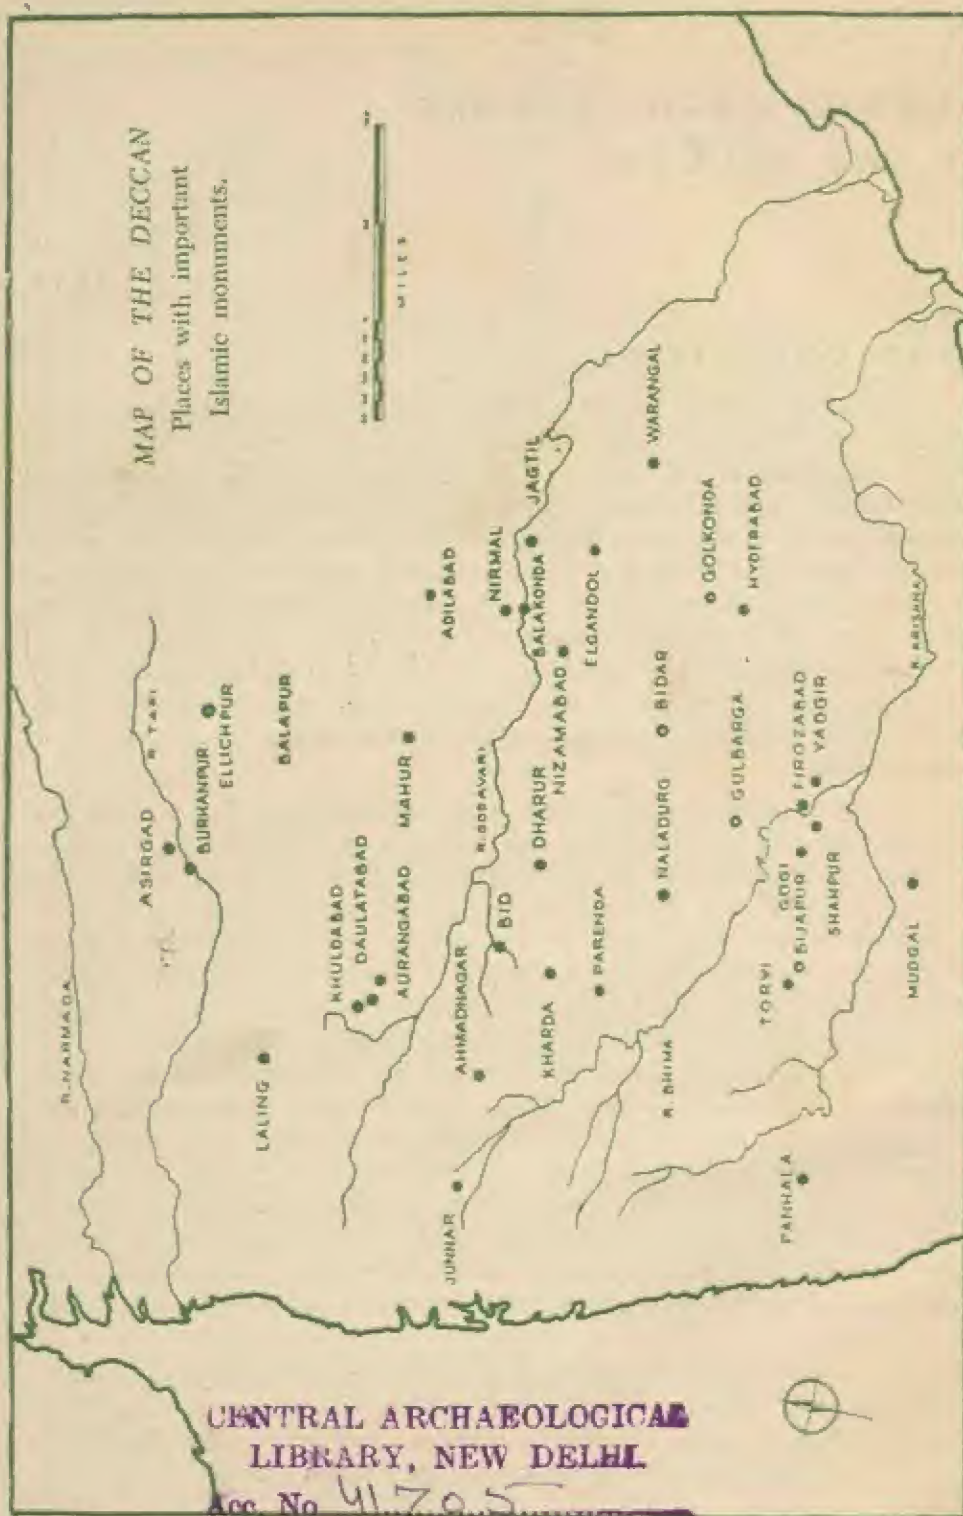 MAP OF THE DECCAN
Places with important
Islamic monuments.
MILES
R. NARMADA
R. TAPI
ASIRGAD
BURHANPUR
ELLICHPUR
BALAPUR
LALING
KHULDABAD
DAULATABAD
AURANGABAD
MAHUR
ADILABAD
NIRMAL
JAGTIL
BALAKONDA
R. GODAVARI
AHMADNAGAR
BID
DHARUR
NIZAMABAD
ELGANDOL
WARANGAL
JUNNAR
KHARDA
PARENDA
NALADURG
BIDAR
GOLKONDA
HYDERABAD
GULBARGA
R. BHIMA
TORVI
GOGI
BIJAPUR
SHAHPUR
FIROZABAD
YADGIR
R. KRISHNA
PANHALA
MUDGAL
CENTRAL ARCHAEOLOGICAL
LIBRARY, NEW DELHI.
Acc. No. 41705